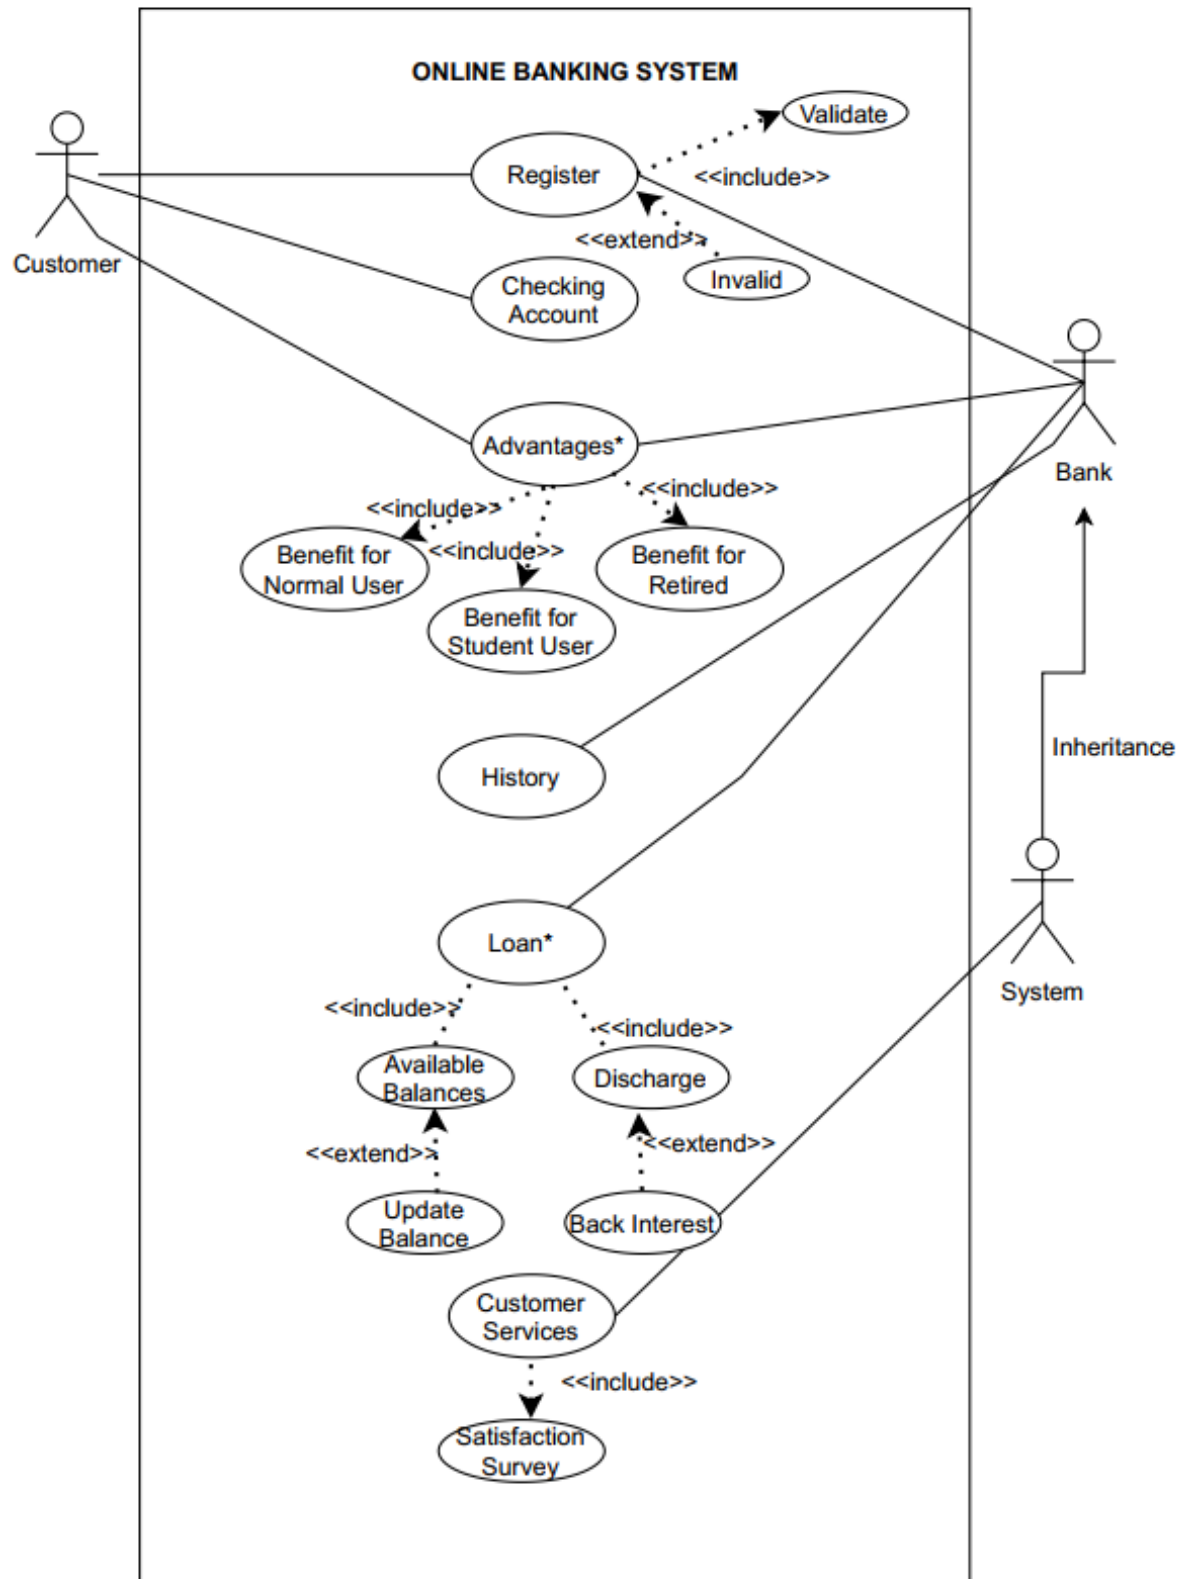 ONLINE BANKING SYSTEM
Validate
Register
<<include>>
<<extend>>
Customer
Invalid
Checking
Account
Advantages*
Bank
<<include>>
<<include>>
<<include>>
Benefit for
Normal User
Benefit for
Retired
Benefit for
Student User
History
Inheritance
Loan*
System
<<include>>
<<include>>
Available
Balances
Discharge
<<extend>>
<<extend>>
Update
Balance
Back Interest
Customer
Services
<<include>>
Satisfaction
Survey